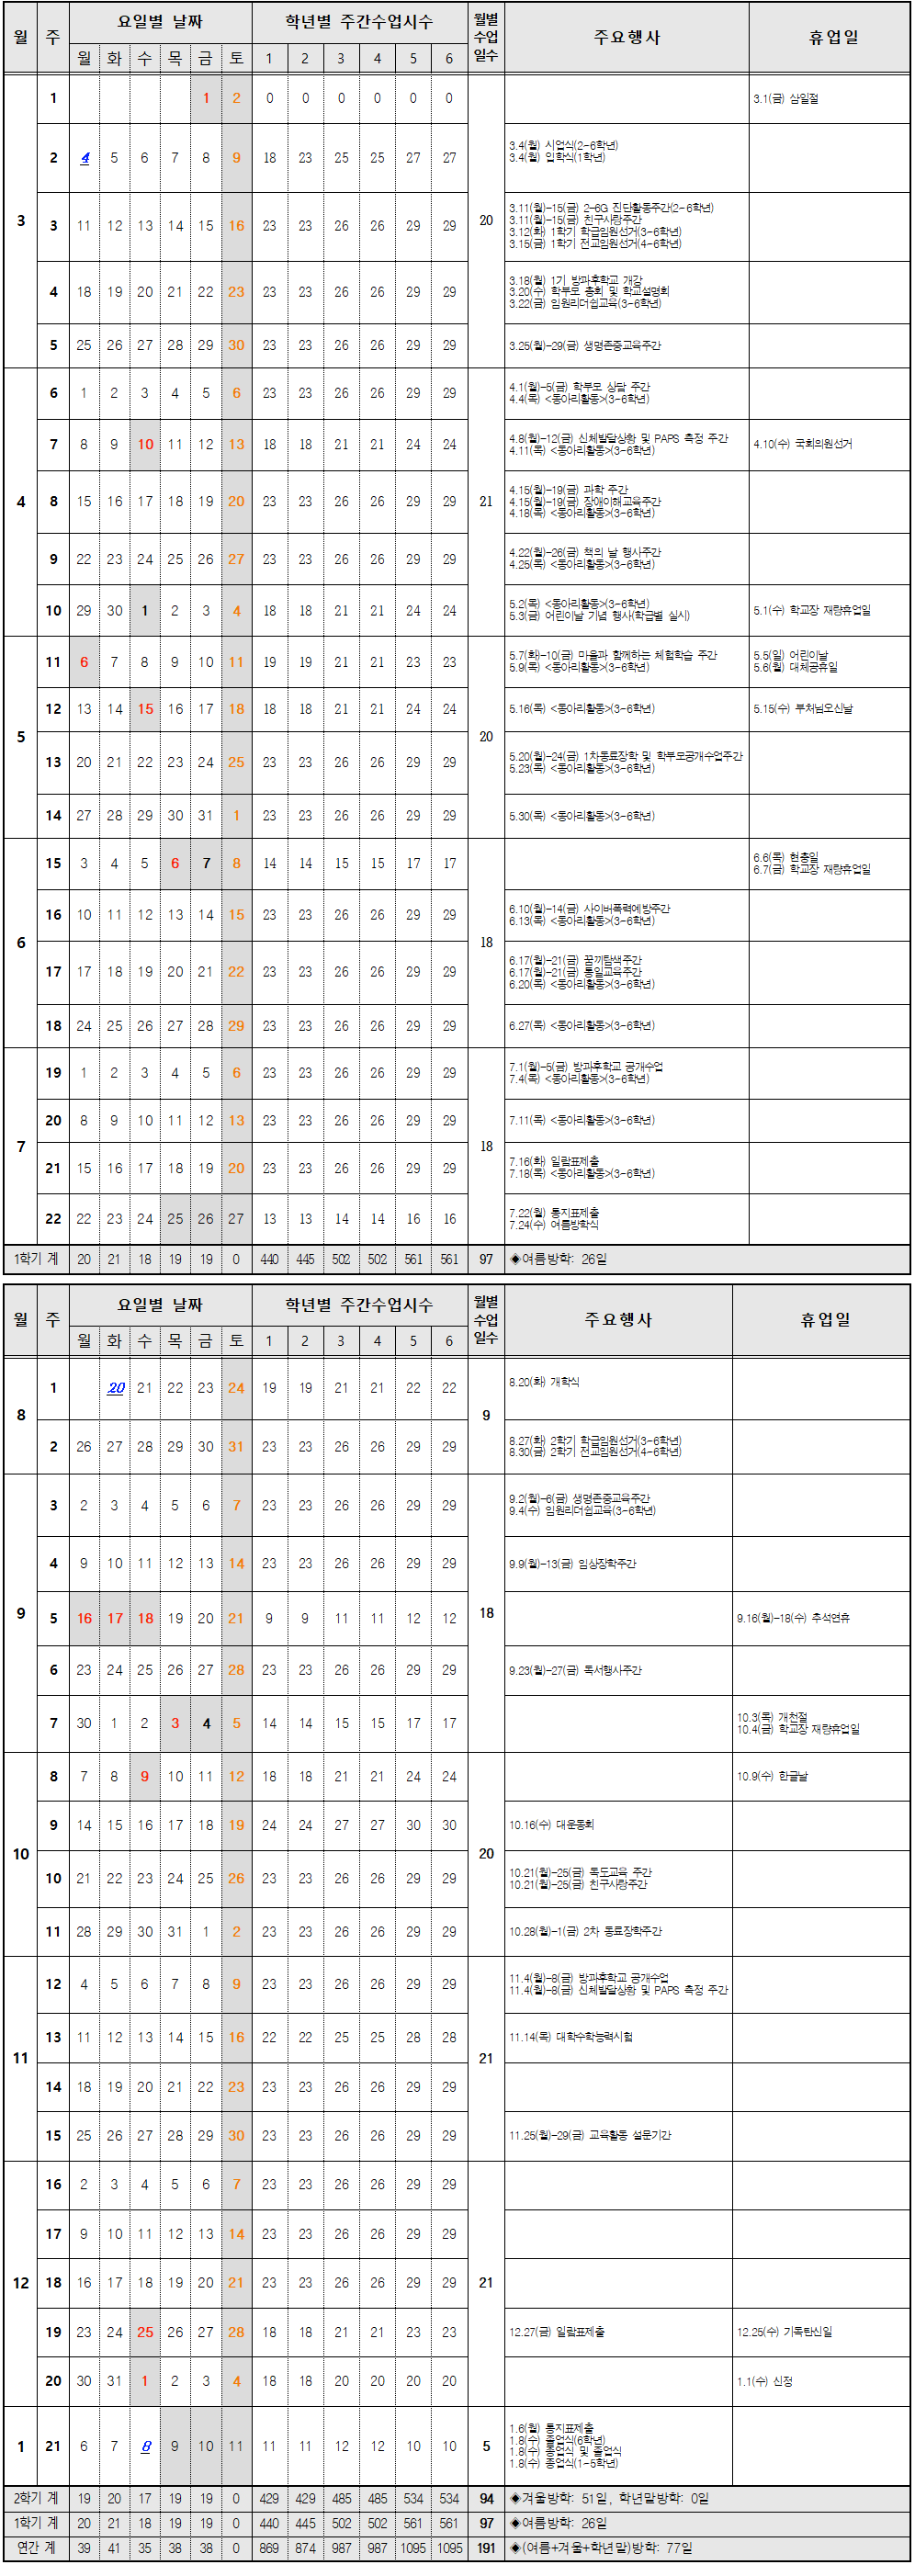 월 주 요일별 날짜 학년별 주간수업시수 월별 수업 일수 주요행사 휴업일
월 화 수 목 금 토 1 2 3 4 5 6
3 1 1 2 0 0 0 0 0 0 20 3.1(금) 삼일절
2 4 5 6 7 8 9 18 23 25 25 27 27 3.4(월) 시업식(2-6학년)
3.4(월) 입학식(1학년)
3 11 12 13 14 15 16 23 23 26 26 29 29 3.11(월)-15(금) 2-6G 진단활동주간(2-6학년)
3.11(월)-15(금) 친구사랑주간
3.12(화) 1학기 학급임원선거(3-6학년)
3.15(금) 1학기 전교임원선거(4-6학년)
4 18 19 20 21 22 23 23 23 26 26 29 29 3.18(월) 1기 방과후학교 개강
3.20(수) 학부모 총회 및 학교설명회
3.22(금) 임원리더쉽교육(3-6학년)
5 25 26 27 28 29 30 23 23 26 26 29 29 3.25(월)-29(금) 생명존중교육주간
4 6 1 2 3 4 5 6 23 23 26 26 29 29 21 4.1(월)-5(금) 학부모 상담 주간
4.4(목) <동아리활동>(3-6학년)
7 8 9 10 11 12 13 18 18 21 21 24 24 4.8(월)-12(금) 신체발달상황 및 PAPS 측정 주간
4.11(목) <동아리활동>(3-6학년) 4.10(수) 국회의원선거
8 15 16 17 18 19 20 23 23 26 26 29 29 4.15(월)-19(금) 과학 주간
4.15(월)-19(금) 장애이해교육주간
4.18(목) <동아리활동>(3-6학년)
9 22 23 24 25 26 27 23 23 26 26 29 29 4.22(월)-26(금) 책의 날 행사주간
4.25(목) <동아리활동>(3-6학년)
10 29 30 1 2 3 4 18 18 21 21 24 24 5.2(목) <동아리활동>(3-6학년)
5.3(금) 어린이날 기념 행사(학급별 실시) 5.1(수) 학교장 재량휴업일
5 11 6 7 8 9 10 11 19 19 21 21 23 23 20 5.7(화)-10(금) 마을과 함께하는 체험학습 주간
5.9(목) <동아리활동>(3-6학년) 5.5(일) 어린이날
5.6(월) 대체공휴일
12 13 14 15 16 17 18 18 18 21 21 24 24 5.16(목) <동아리활동>(3-6학년) 5.15(수) 부처님오신날
13 20 21 22 23 24 25 23 23 26 26 29 29 5.20(월)-24(금) 1차동료장학 및 학부모공개수업주간
5.23(목) <동아리활동>(3-6학년)
14 27 28 29 30 31 1 23 23 26 26 29 29 5.30(목) <동아리활동>(3-6학년)
6 15 3 4 5 6 7 8 14 14 15 15 17 17 18 6.6(목) 현충일
6.7(금) 학교장 재량휴업일
16 10 11 12 13 14 15 23 23 26 26 29 29 6.10(월)-14(금) 사이버폭력예방주간
6.13(목) <동아리활동>(3-6학년)
17 17 18 19 20 21 22 23 23 26 26 29 29 6.17(월)-21(금) 꿈끼탐색주간
6.17(월)-21(금) 통일교육주간
6.20(목) <동아리활동>(3-6학년)
18 24 25 26 27 28 29 23 23 26 26 29 29 6.27(목) <동아리활동>(3-6학년)
7 19 1 2 3 4 5 6 23 23 26 26 29 29 18 7.1(월)-5(금) 방과후학교 공개수업
7.4(목) <동아리활동>(3-6학년)
20 8 9 10 11 12 13 23 23 26 26 29 29 7.11(목) <동아리활동>(3-6학년)
21 15 16 17 18 19 20 23 23 26 26 29 29 7.16(화) 일람표제출
7.18(목) <동아리활동>(3-6학년)
22 22 23 24 25 26 27 13 13 14 14 16 16 7.22(월) 통지표제출
7.24(수) 여름방학식
1학기 계 20 21 18 19 19 0 440 445 502 502 561 561 97 ◈여름방학: 26일
월 주 요일별 날짜 학년별 주간수업시수 월별 수업 일수 주요행사 휴업일
월 화 수 목 금 토 1 2 3 4 5 6
8 1 20 21 22 23 24 19 19 21 21 22 22 9 8.20(화) 개학식
2 26 27 28 29 30 31 23 23 26 26 29 29 8.27(화) 2학기 학급임원선거(3-6학년)
8.30(금) 2학기 전교임원선거(4-6학년)
9 3 2 3 4 5 6 7 23 23 26 26 29 29 18 9.2(월)-6(금) 생명존중교육주간
9.4(수) 임원리더쉽교육(3-6학년)
4 9 10 11 12 13 14 23 23 26 26 29 29 9.9(월)-13(금) 임상장학주간
5 16 17 18 19 20 21 9 9 11 11 12 12 9.16(월)-18(수) 추석연휴
6 23 24 25 26 27 28 23 23 26 26 29 29 9.23(월)-27(금) 독서행사주간
7 30 1 2 3 4 5 14 14 15 15 17 17 10.3(목) 개천절
10.4(금) 학교장 재량휴업일
10 8 7 8 9 10 11 12 18 18 21 21 24 24 20 10.9(수) 한글날
9 14 15 16 17 18 19 24 24 27 27 30 30 10.16(수) 대운동회
10 21 22 23 24 25 26 23 23 26 26 29 29 10.21(월)-25(금) 독도교육 주간
10.21(월)-25(금) 친구사랑주간
11 28 29 30 31 1 2 23 23 26 26 29 29 10.28(월)-1(금) 2차 동료장학주간
11 12 4 5 6 7 8 9 23 23 26 26 29 29 21 11.4(월)-8(금) 방과후학교 공개수업
11.4(월)-8(금) 신체발달상황 및 PAPS 측정 주간
13 11 12 13 14 15 16 22 22 25 25 28 28 11.14(목) 대학수학능력시험
14 18 19 20 21 22 23 23 23 26 26 29 29
15 25 26 27 28 29 30 23 23 26 26 29 29 11.25(월)-29(금) 교육활동 설문기간
12 16 2 3 4 5 6 7 23 23 26 26 29 29 21
17 9 10 11 12 13 14 23 23 26 26 29 29
18 16 17 18 19 20 21 23 23 26 26 29 29
19 23 24 25 26 27 28 18 18 21 21 23 23 12.27(금) 일람표제출 12.25(수) 기독탄신일
20 30 31 1 2 3 4 18 18 20 20 20 20 1.1(수) 신정
1 21 6 7 8 9 10 11 11 11 12 12 10 10 5 1.6(월) 통지표제출
1.8(수) 졸업식(6학년)
1.8(수) 종업식 및 졸업식
1.8(수) 종업식(1-5학년)
2학기 계 19 20 17 19 19 0 429 429 485 485 534 534 94 ◈겨울방학: 51일, 학년말방학: 0일
1학기 계 20 21 18 19 19 0 440 445 502 502 561 561 97 ◈여름방학: 26일
연간 계 39 41 35 38 38 0 869 874 987 987 1095 1095 191 ◈(여름+겨울+학년말)방학: 77일